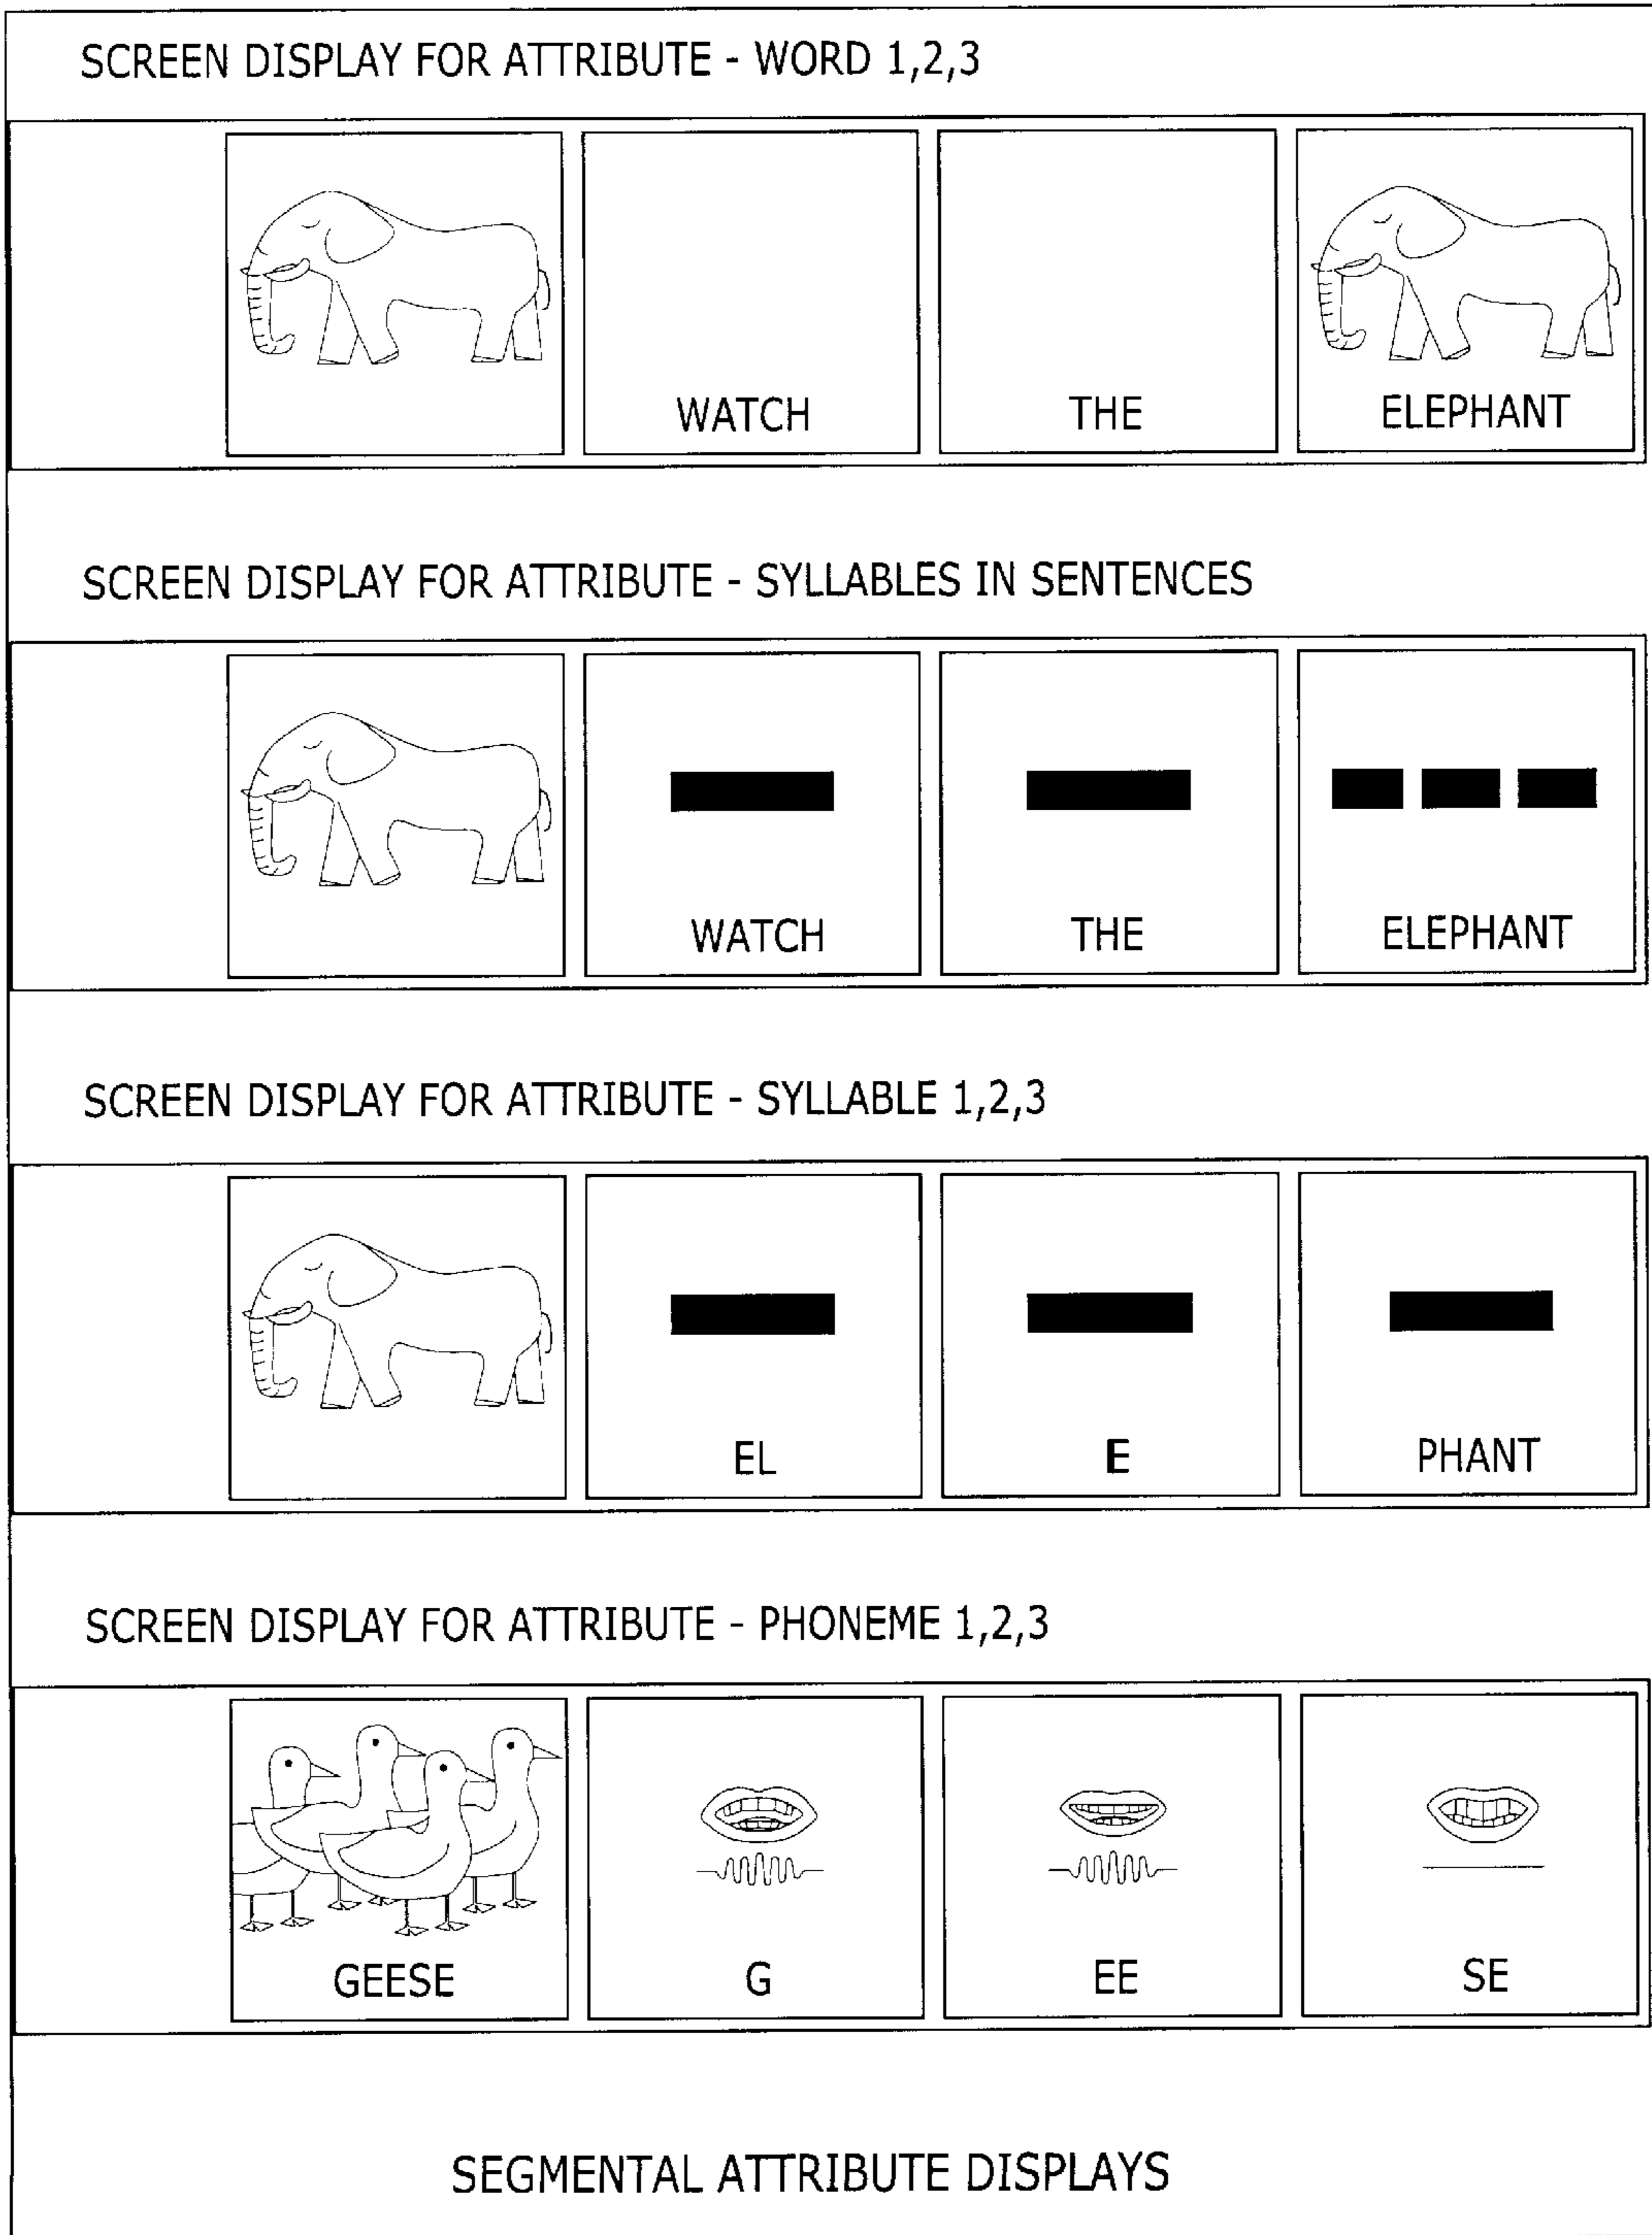 SCREEN DISPLAY FOR ATTRIBUTE - WORD 1,2,3
WATCH THE ELEPHANT
SCREEN DISPLAY FOR ATTRIBUTE - SYLLABLES IN SENTENCES
WATCH THE ELEPHANT
SCREEN DISPLAY FOR ATTRIBUTE - SYLLABLE 1,2,3
EL E PHANT
SCREEN DISPLAY FOR ATTRIBUTE - PHONEME 1,2,3
GEESE G EE SE
SEGMENTAL ATTRIBUTE DISPLAYS